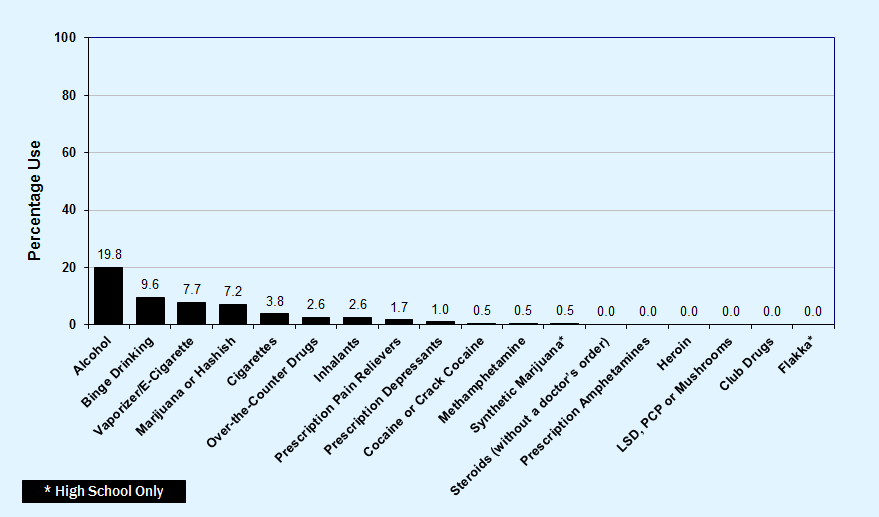 Percentage Use
100
80
60
40
20
0
19.8
9.6
7.7
7.2
3.8
2.6
2.6
1.7
1.0
0.5
0.5
0.5
0.0
0.0
0.0
0.0
0.0
0.0
Alcohol
Binge Drinking
Vaporizer/E-Cigarette
Marijuana or Hashish
Cigarettes
Over-the-Counter Drugs
Inhalants
Prescription Pain Relievers
Prescription Depressants
Cocaine or Crack Cocaine
Methamphetamine
Synthetic Marijuana*
Steroids (without a doctor's order)
Prescription Amphetamines
Heroin
LSD, PCP or Mushrooms
Club Drugs
Flakka*
* High School Only